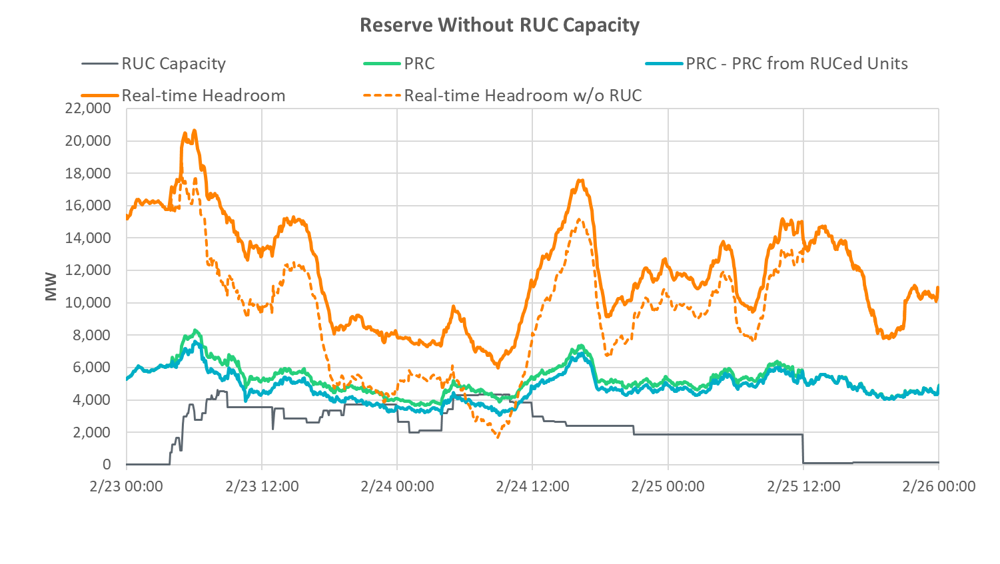 Reserve Without RUC Capacity
RUC Capacity
PRC
PRC - PRC from RUCed Units
Real-time Headroom
Real-time Headroom w/o RUC
22,000
20,000
18,000
16,000
14,000
12,000
10,000
8,000
6,000
4,000
2,000
0
MW
2/23 00:00
2/23 12:00
2/24 00:00
2/24 12:00
2/25 00:00
2/25 12:00
2/26 00:00